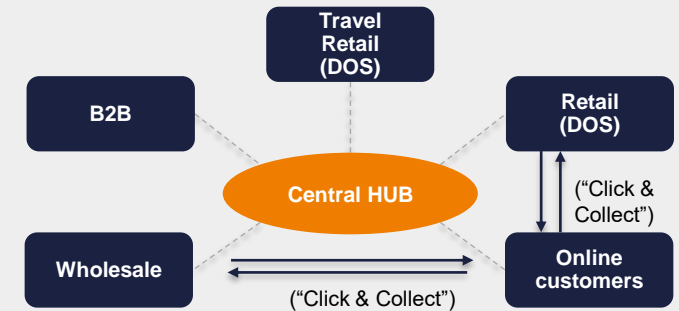 Travel
Retail
(DOS)
B2B
Retail
(DOS)
Central HUB
(“Click &
Collect”)
Wholesale
Online
customers
(“Click & Collect”)